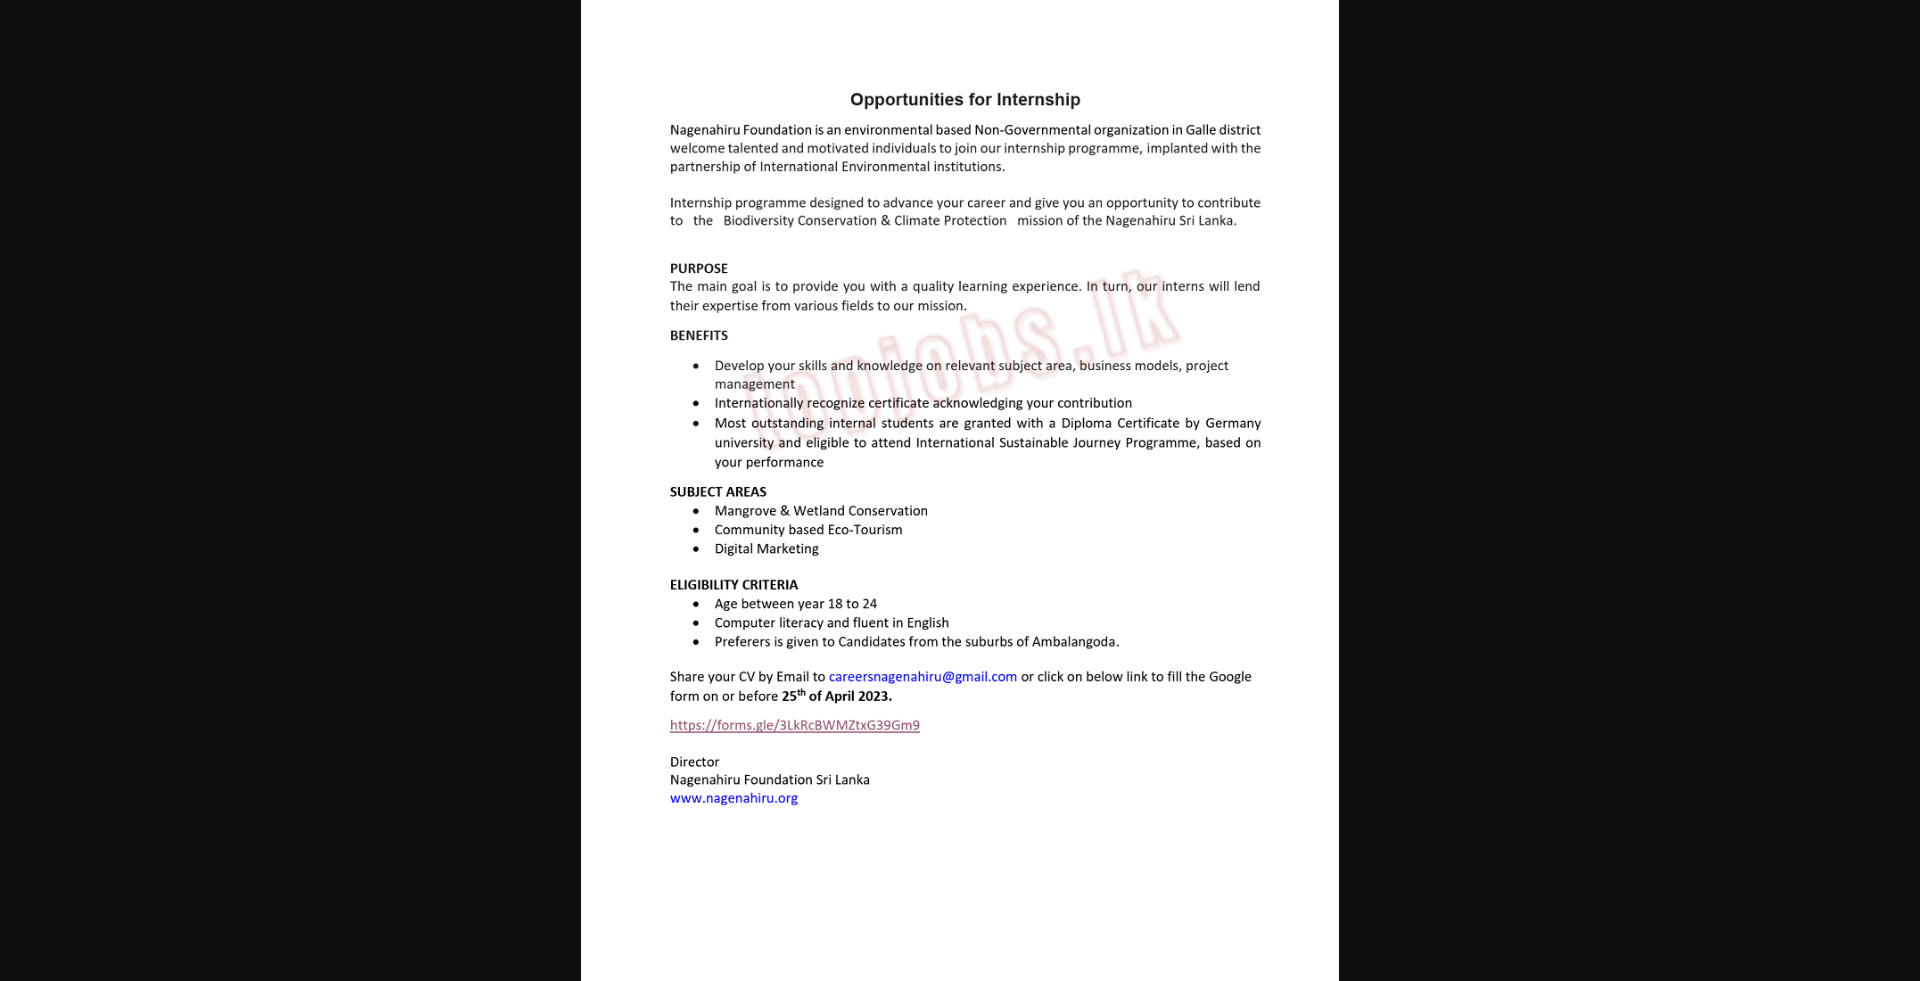 Opportunities for Internship
Nagenahiru Foundation is an environmental based Non-Governmental organization in Galle district
welcome talented and motivated individuals to join our internship programme, implanted with the
partnership of International Environmental institutions.
Internship programme designed to advance your career and give you an opportunity to contribute
to the Biodiversity Conservation & Climate Protection mission of the Nagenahiru Sri Lanka.
PURPOSE
The main goal is to provide you with a quality learning experience. In turn, our interns will lend
their expertise from various fields to our mission.
BENEFITS
• Develop your skills and knowledge on relevant subject area, business models, project
management
• Internationally recognize certificate acknowledging your contribution
• Most outstanding internal students are granted with a Diploma Certificate by Germany
university and eligible to attend International Sustainable Journey Programme, based on
your performance
topjobs.lk
SUBJECT AREAS
• Mangrove & Wetland Conservation
• Community based Eco-Tourism
• Digital Marketing
ELIGIBILITY CRITERIA
• Age between year 18 to 24
• Computer literacy and fluent in English
• Preferers is given to Candidates from the suburbs of Ambalangoda.
Share your CV by Email to careersnagenahiru@gmail.com or click on below link to fill the Google
form on or before 25th of April 2023.
https://forms.gle/3LkRcBWMZtxG39Gm9
Director
Nagenahiru Foundation Sri Lanka
www.nagenahiru.org